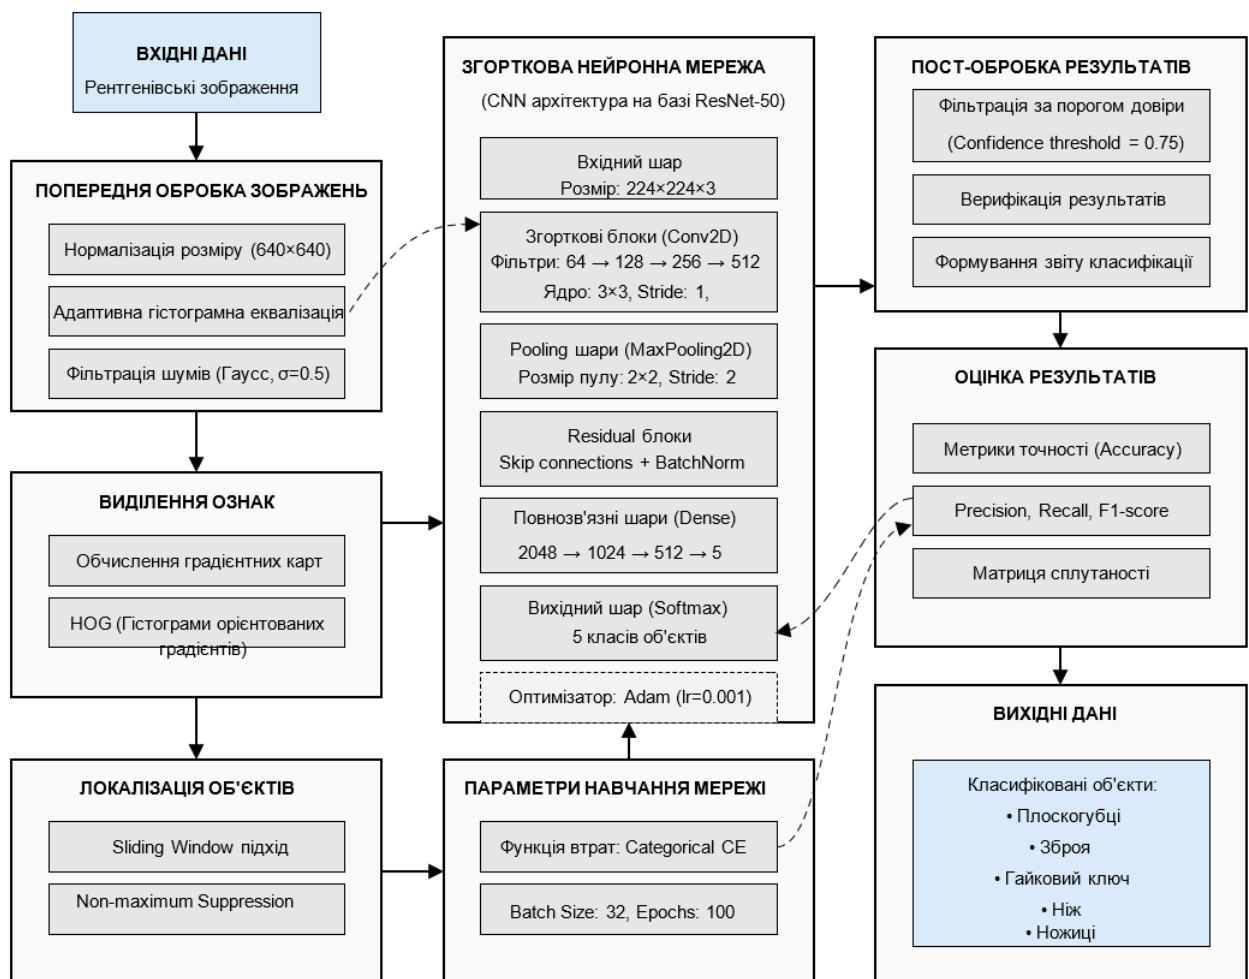 ВХІДНІ ДАНІ
Рентгенівські зображення
ПОПЕРЕДНЯ ОБРОБКА ЗОБРАЖЕНЬ
Нормалізація розміру (640×640)
Адаптивна гістограмна еквалізація
Фільтрація шумів (Гаусс, σ=0.5)
ВИДІЛЕННЯ ОЗНАК
Обчислення градієнтних карт
HOG (Гістограми орієнтованих
градієнтів)
ЛОКАЛІЗАЦІЯ ОБ'ЄКТІВ
Sliding Window підхід
Non-maximum Suppression
ЗГОРТКОВА НЕЙРОННА МЕРЕЖА
(CNN архітектура на базі ResNet-50)
Вхідний шар
Розмір: 224×224×3
Згорткові блоки (Conv2D)
Фільтри: 64 → 128 → 256 → 512
Ядро: 3×3, Stride: 1,
Pooling шари (MaxPooling2D)
Розмір пулу: 2×2, Stride: 2
Residual блоки
Skip connections + BatchNorm
Повнозв'язні шари (Dense)
2048 → 1024 → 512 → 5
Вихідний шар (Softmax)
5 класів об'єктів
Оптимізатор: Adam (lr=0.001)
ПАРАМЕТРИ НАВЧАННЯ МЕРЕЖІ
Функція втрат: Categorical CE
Batch Size: 32, Epochs: 100
ПОСТ-ОБРОБКА РЕЗУЛЬТАТІВ
Фільтрація за порогом довіри
(Confidence threshold = 0.75)
Верифікація результатів
Формування звіту класифікації
ОЦІНКА РЕЗУЛЬТАТІВ
Метрики точності (Accuracy)
Precision, Recall, F1-score
Матриця сплутаності
ВИХІДНІ ДАНІ
Класифіковані об'єкти:
• Плоскогубці
• Зброя
• Гайковий ключ
• Ніж
• Ножиці